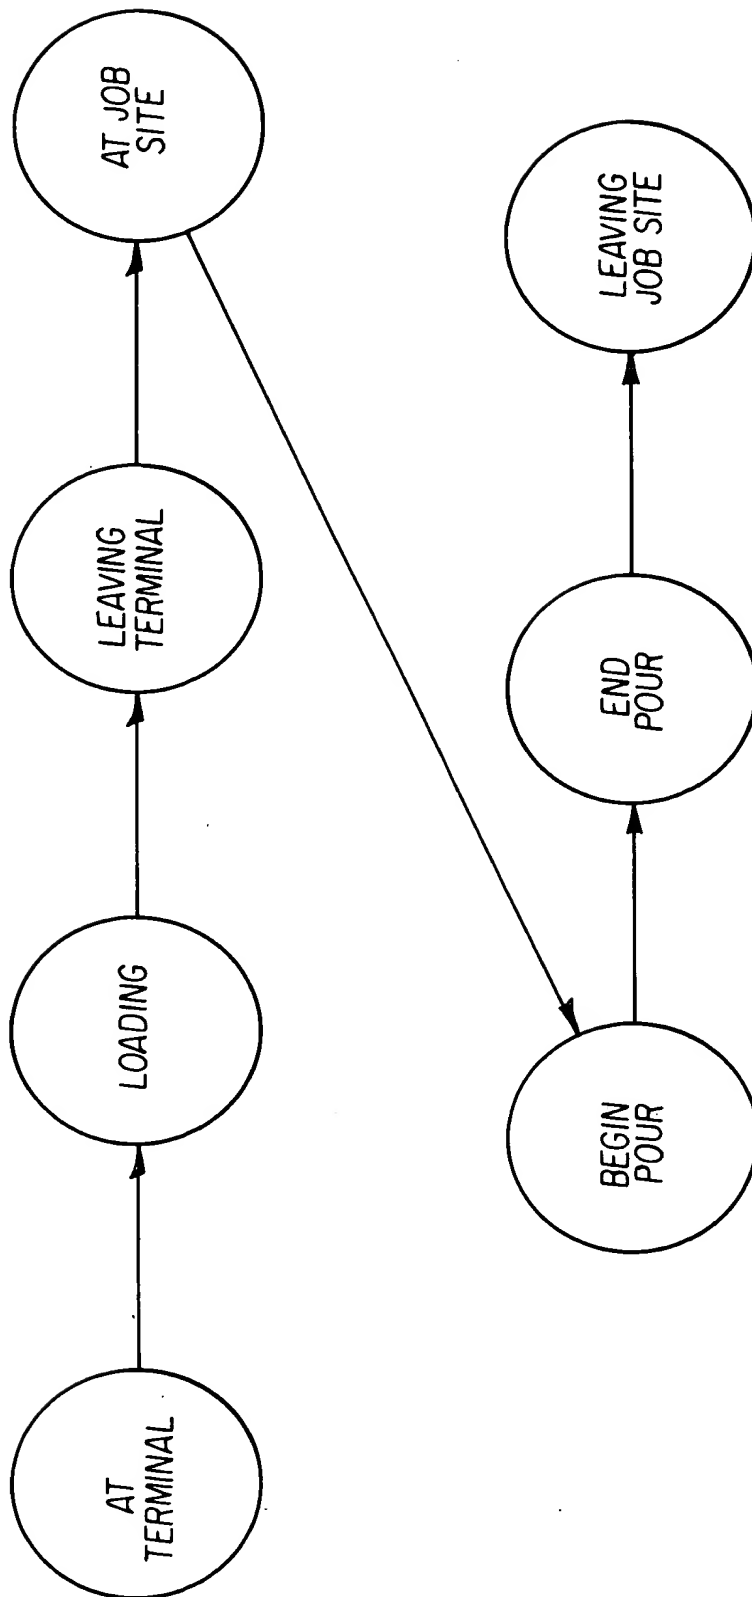 AT
TERMINAL
LOADING
LEAVING
TERMINAL
AT JOB
SITE
BEGIN
POUR
END
POUR
LEAVING
JOB SITE